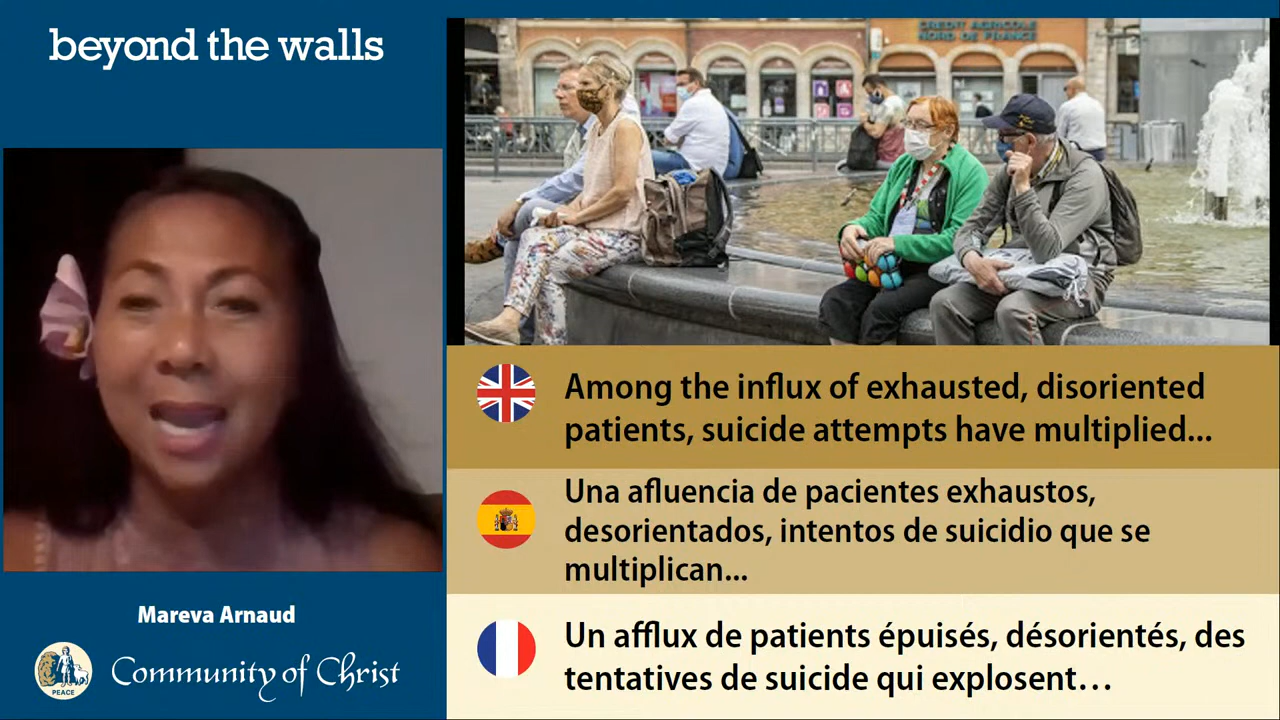 beyond the walls
CREDIT AGRICOLE
NORD DE FRANCE
Among the influx of exhausted, disoriented
patients, suicide attempts have multiplied...
Una afluencia de pacientes exhaustos,
desorientados, intentos de suicidio que se
multiplican...
Un afflux de patients épuisés, désorientés, des
tentatives de suicide qui explosent…
Mareva Arnaud
PEACE
Community of Christ